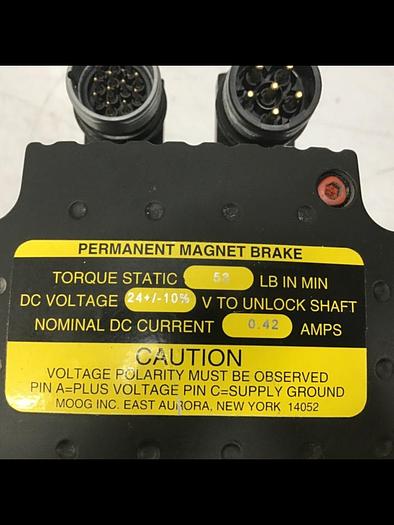 PERMANENT MAGNET BRAKE
TORQUE STATIC 53 LB IN MIN
DC VOLTAGE 24+/-10% V TO UNLOCK SHAFT
NOMINAL DC CURRENT 0.42 AMPS
CAUTION
VOLTAGE POLARITY MUST BE OBSERVED
PIN A=PLUS VOLTAGE PIN C=SUPPLY GROUND
MOOG INC. EAST AURORA, NEW YORK 14052